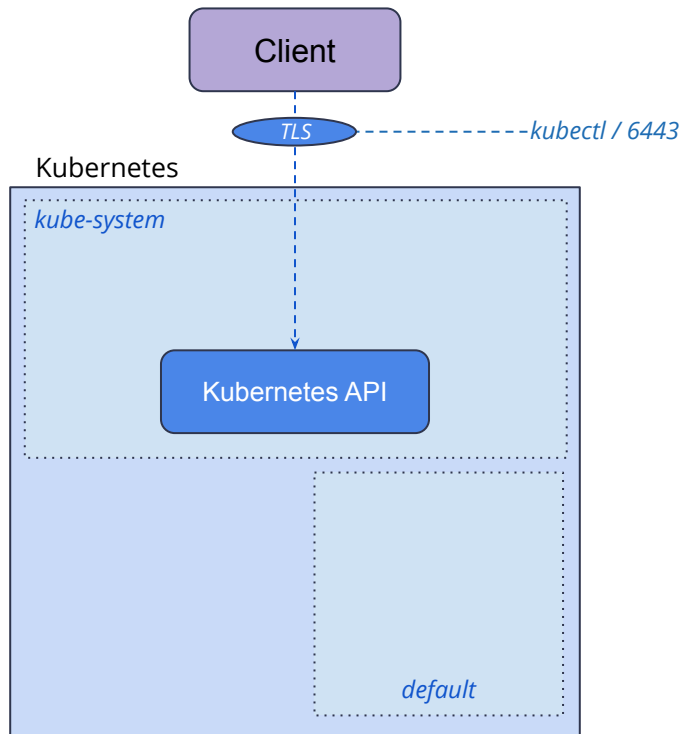 Client
TLS
kubectl / 6443
Kubernetes
kube-system
Kubernetes API
default